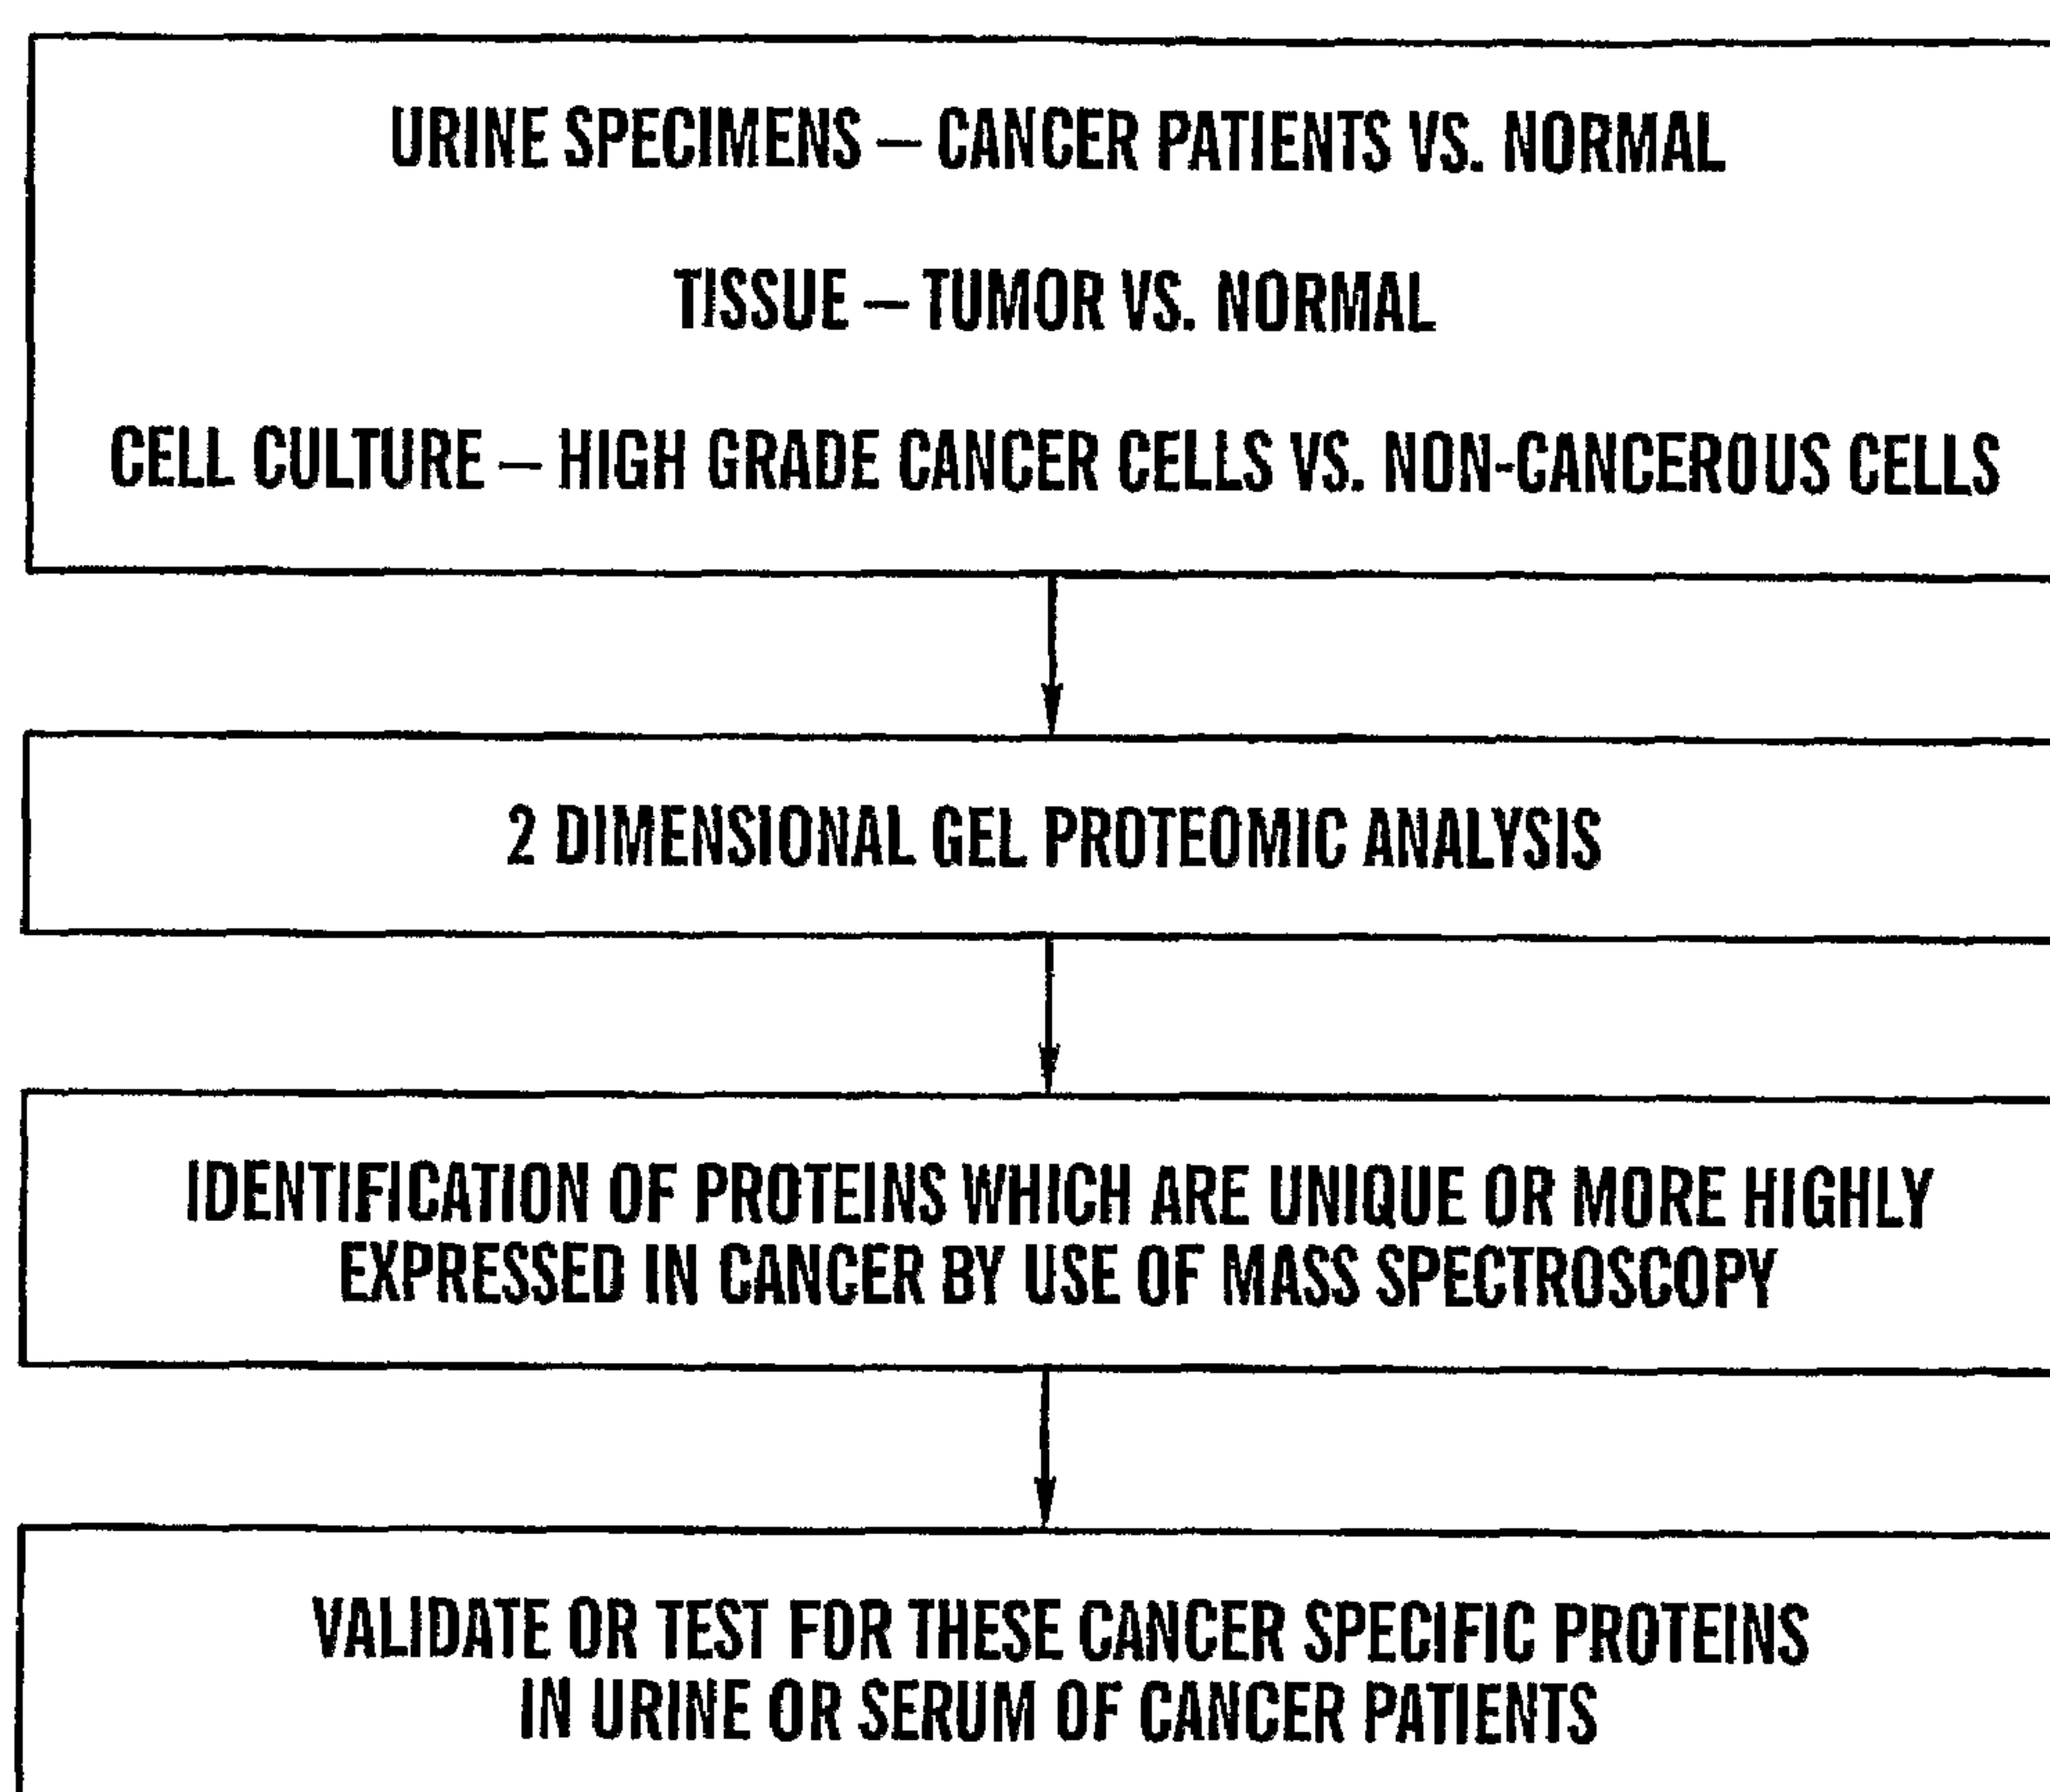 URINE SPECIMENS – CANCER PATIENTS VS. NORMAL
TISSUE – TUMOR VS. NORMAL
CELL CULTURE – HIGH GRADE CANCER CELLS VS. NON-CANCEROUS CELLS
2 DIMENSIONAL GEL PROTEOMIC ANALYSIS
IDENTIFICATION OF PROTEINS WHICH ARE UNIQUE OR MORE HIGHLY
EXPRESSED IN CANCER BY USE OF MASS SPECTROSCOPY
VALIDATE OR TEST FOR THESE CANCER SPECIFIC PROTEINS
IN URINE OR SERUM OF CANCER PATIENTS